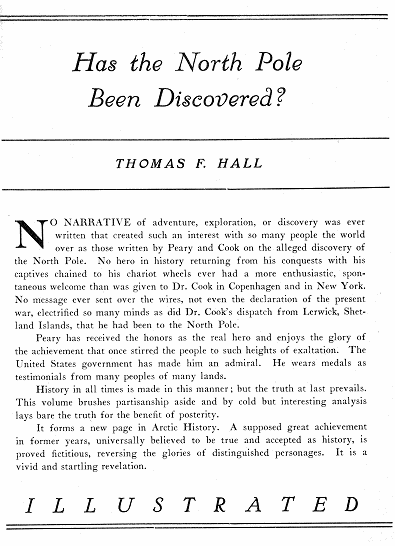 Has the North Pole
Been Discovered?
THOMAS F. HALL
NO NARRATIVE of adventure, exploration, or discovery was ever
written that created such an interest with so many people the world
over as those written by Peary and Cook on the alleged discovery of
the North Pole. No hero in history returning from his conquests with his
captives chained to his chariot wheels ever had a more enthusiastic, spon-
taneous welcome than was given to Dr. Cook in Copenhagen and in New York.
No message ever sent over the wires, not even the declaration of the present
war, electrified so many minds as did Dr. Cook's dispatch from Lerwick, Shet-
land Islands, that he had been to the North Pole.
Peary has received the honors as the real hero and enjoys the glory of
the achievement that once stirred the people to such heights of exaltation. The
United States government has made him an admiral. He wears medals as
testimonials from many peoples of many lands.
History in all times is made in this manner; but the truth at last prevails.
This volume brushes partisanship aside and by cold but interesting analysis
lays bare the truth for the benefit of posterity.
It forms a new page in Arctic History. A supposed great achievement
in former years, universally believed to be true and accepted as history, is
proved fictitious, reversing the glories of distinguished personages. It is a
vivid and startling revelation.
ILLUSTRATED